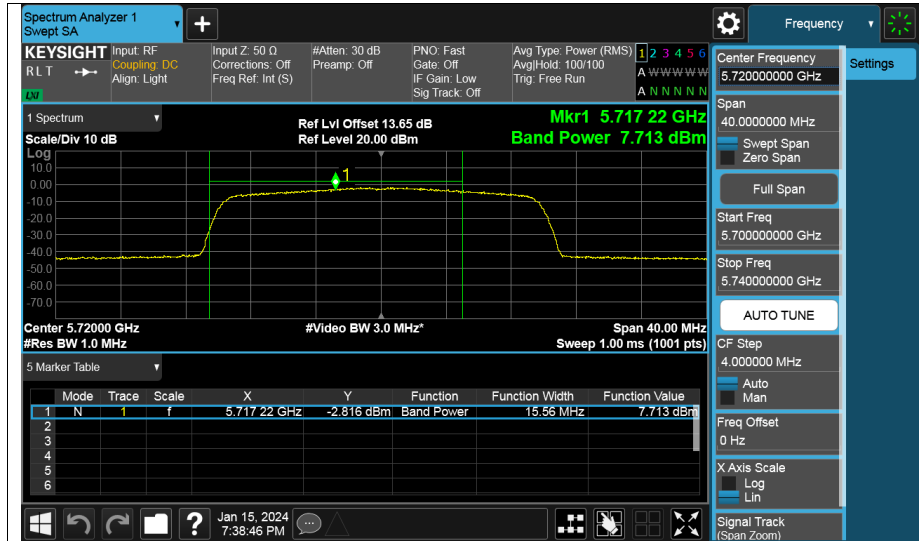 Spectrum Analyzer 1
Swept SA
+
Frequency
KEYSIGHT
RLT
LXI
Input: RF
Coupling: DC
Align: Light
Input Z: 50 Ω
Corrections: Off
Freq Ref: Int (S)
#Atten: 30 dB
Preamp: Off
PNO: Fast
Gate: Off
IF Gain: Low
Sig Track: Off
Avg Type: Power (RMS)
Avg|Hold: 100/100
Trig: Free Run
1 2 3 4 5 6
A W W W W W
A N N N N N
1 Spectrum
Scale/Div 10 dB
Log
Ref Lvl Offset 13.65 dB
Ref Level 20.00 dBm
Mkr1 5.717 22 GHz
Band Power 7.713 dBm
10.0
0.00
-10.0
-20.0
-30.0
-40.0
-50.0
-60.0
-70.0
1
Center 5.72000 GHz
#Res BW 1.0 MHz
#Video BW 3.0 MHz*
Span 40.00 MHz
Sweep 1.00 ms (1001 pts)
5 Marker Table
Mode Trace Scale X Y Function Function Width Function Value
1 N 1 f 5.717 22 GHz -2.816 dBm Band Power 15.56 MHz 7.713 dBm
2
3
4
5
6
?
Jan 15, 2024
7:38:46 PM
Center Frequency
5.720000000 GHz
Span
40.0000000 MHz
Swept Span
Zero Span
Full Span
Start Freq
5.700000000 GHz
Stop Freq
5.740000000 GHz
AUTO TUNE
CF Step
4.000000 MHz
Auto
Man
Freq Offset
0 Hz
X Axis Scale
Log
Lin
Signal Track
(Span Zoom)
Settings